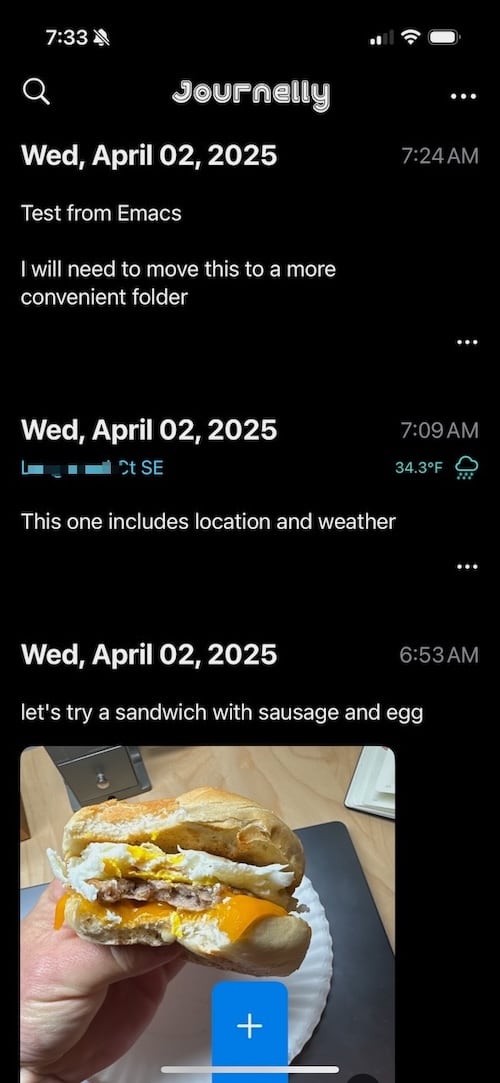 7:33
Journelly
Wed, April 02, 2025 7:24 AM
Test from Emacs
I will need to move this to a more
convenient folder
Wed, April 02, 2025 7:09 AM
Ct SE 34.3°F
This one includes location and weather
Wed, April 02, 2025 6:53 AM
let's try a sandwich with sausage and egg